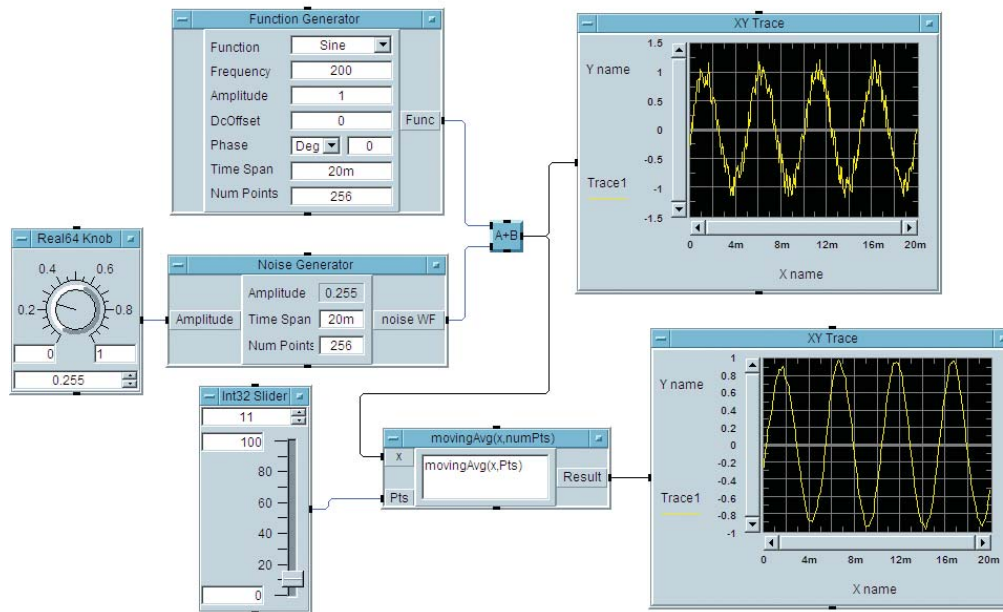 Function Generator
Function Sine
Frequency 200
Amplitude 1
DcOffset 0
Phase Deg 0
Time Span 20m
Num Points 256
Func
A+B
XY Trace
Y name
Trace1
1.5
1
0.5
0
-0.5
-1
-1.5
0 4m 8m 12m 16m 20m
X name
Real64 Knob
0.4 0.6
0.2 0.8
0 1
0.255
Noise Generator
Amplitude
Amplitude 0.255
Time Span 20m
Num Points 256
noise WF
Int32 Slider
11
100
80
60
40
20
0
movingAvg(x,numPts)
x
Pts
movingAvg(x,Pts)
Result
XY Trace
Y name
Trace1
1
0.8
0.6
0.4
0.2
0
-0.2
-0.4
-0.6
-0.8
-1
0 4m 8m 12m 16m 20m
X name